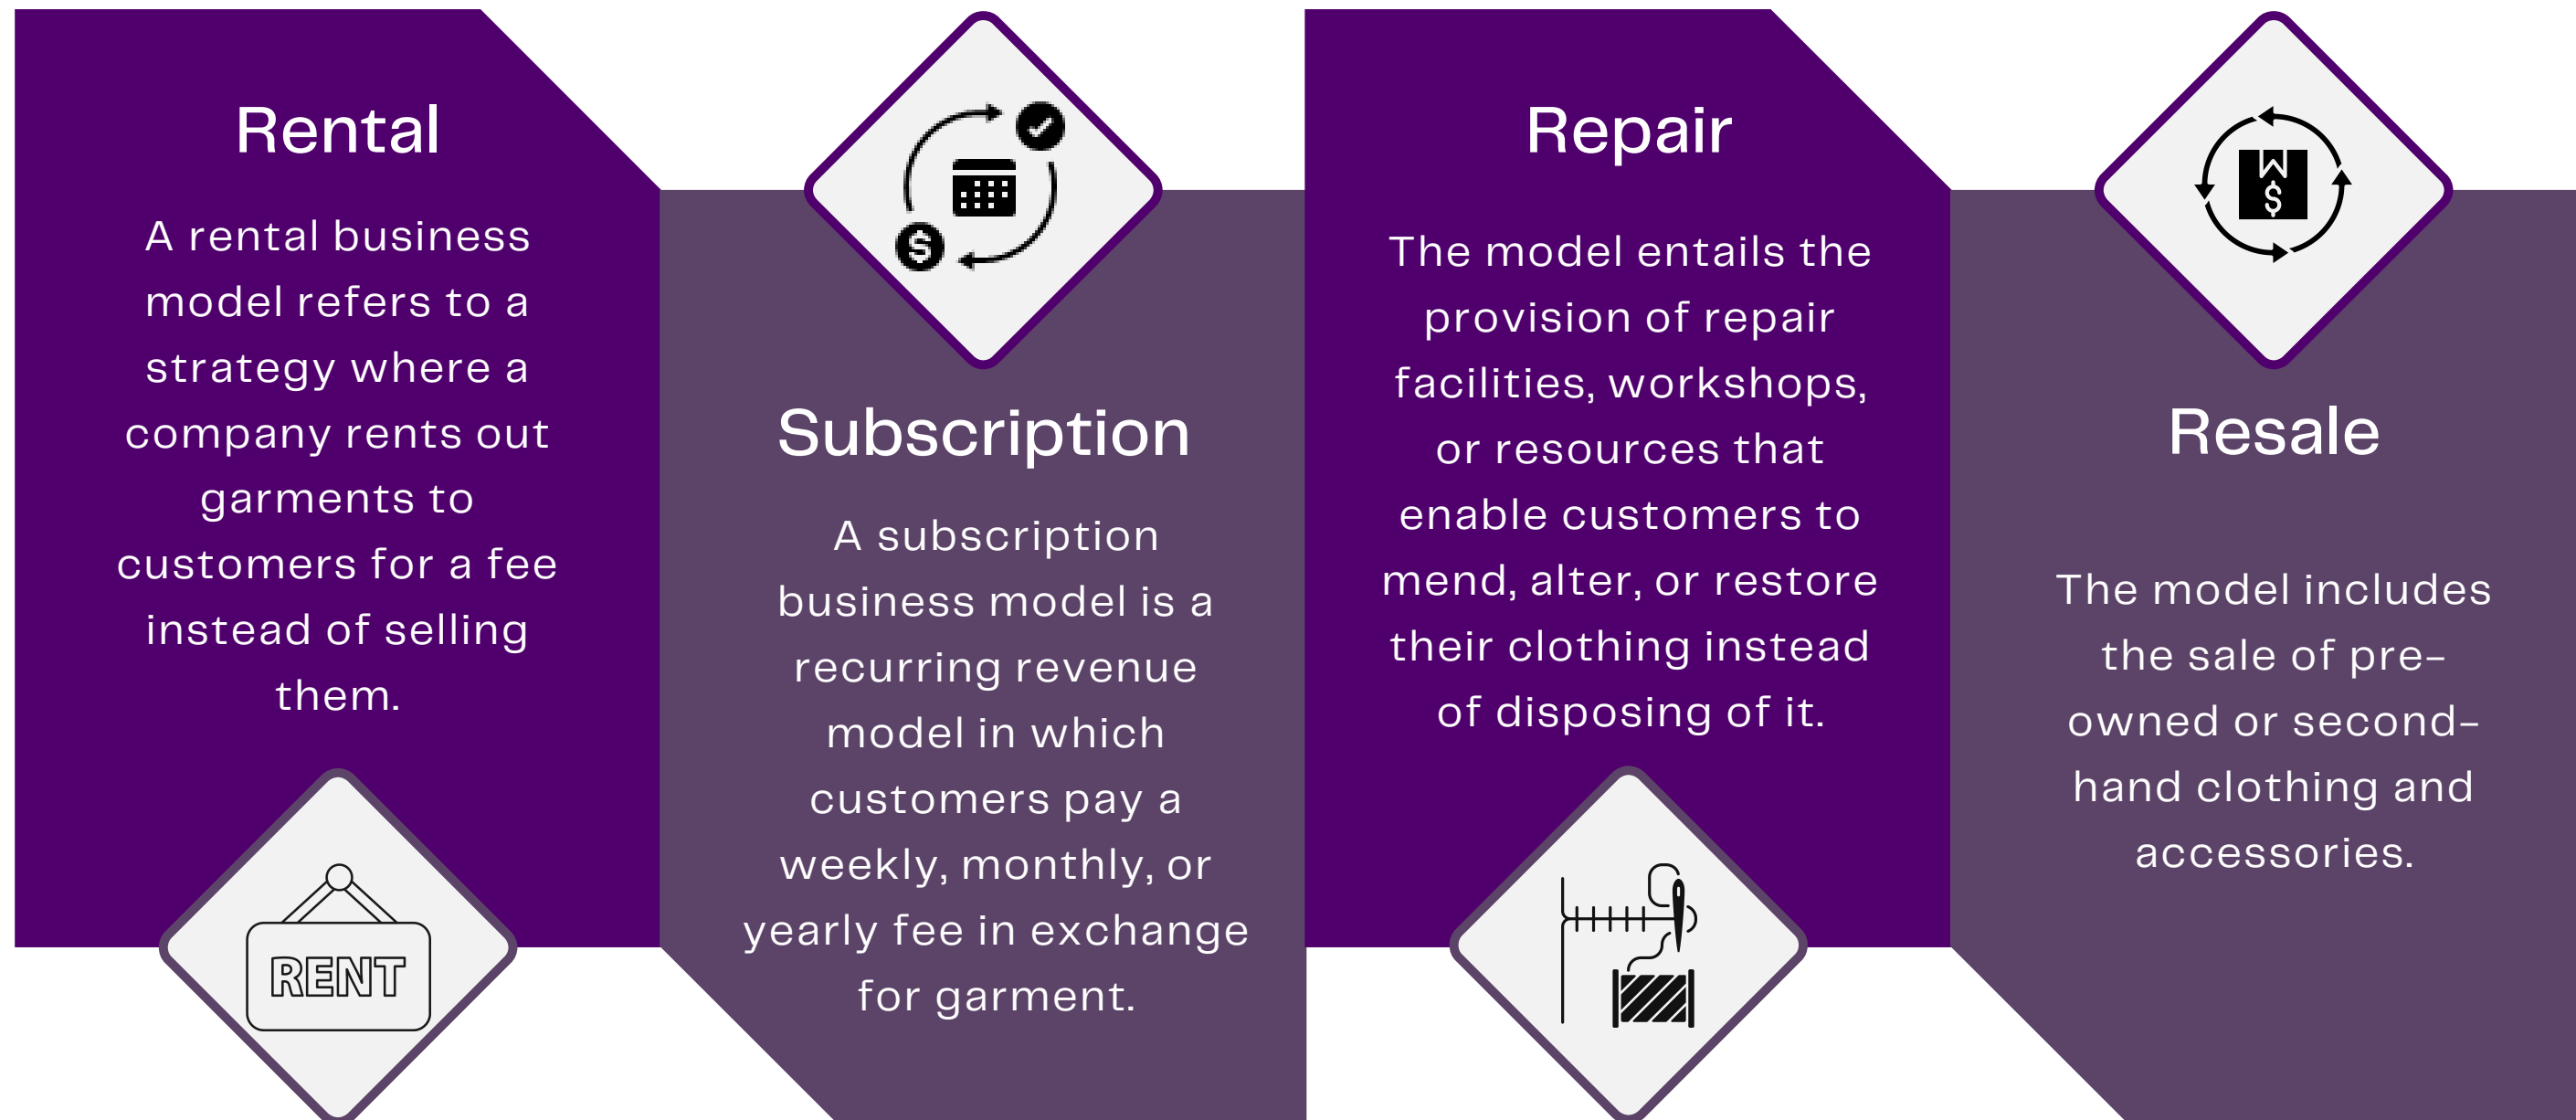 Rental
A rental business
model refers to a
strategy where a
company rents out
garments to
customers for a fee
instead of selling
them.
RENT
Subscription
A subscription
business model is a
recurring revenue
model in which
customers pay a
weekly, monthly, or
yearly fee in exchange
for garment.
Repair
The model entails the
provision of repair
facilities, workshops,
or resources that
enable customers to
mend, alter, or restore
their clothing instead
of disposing of it.
$
$
Resale
The model includes
the sale of pre-
owned or second-
hand clothing and
accessories.